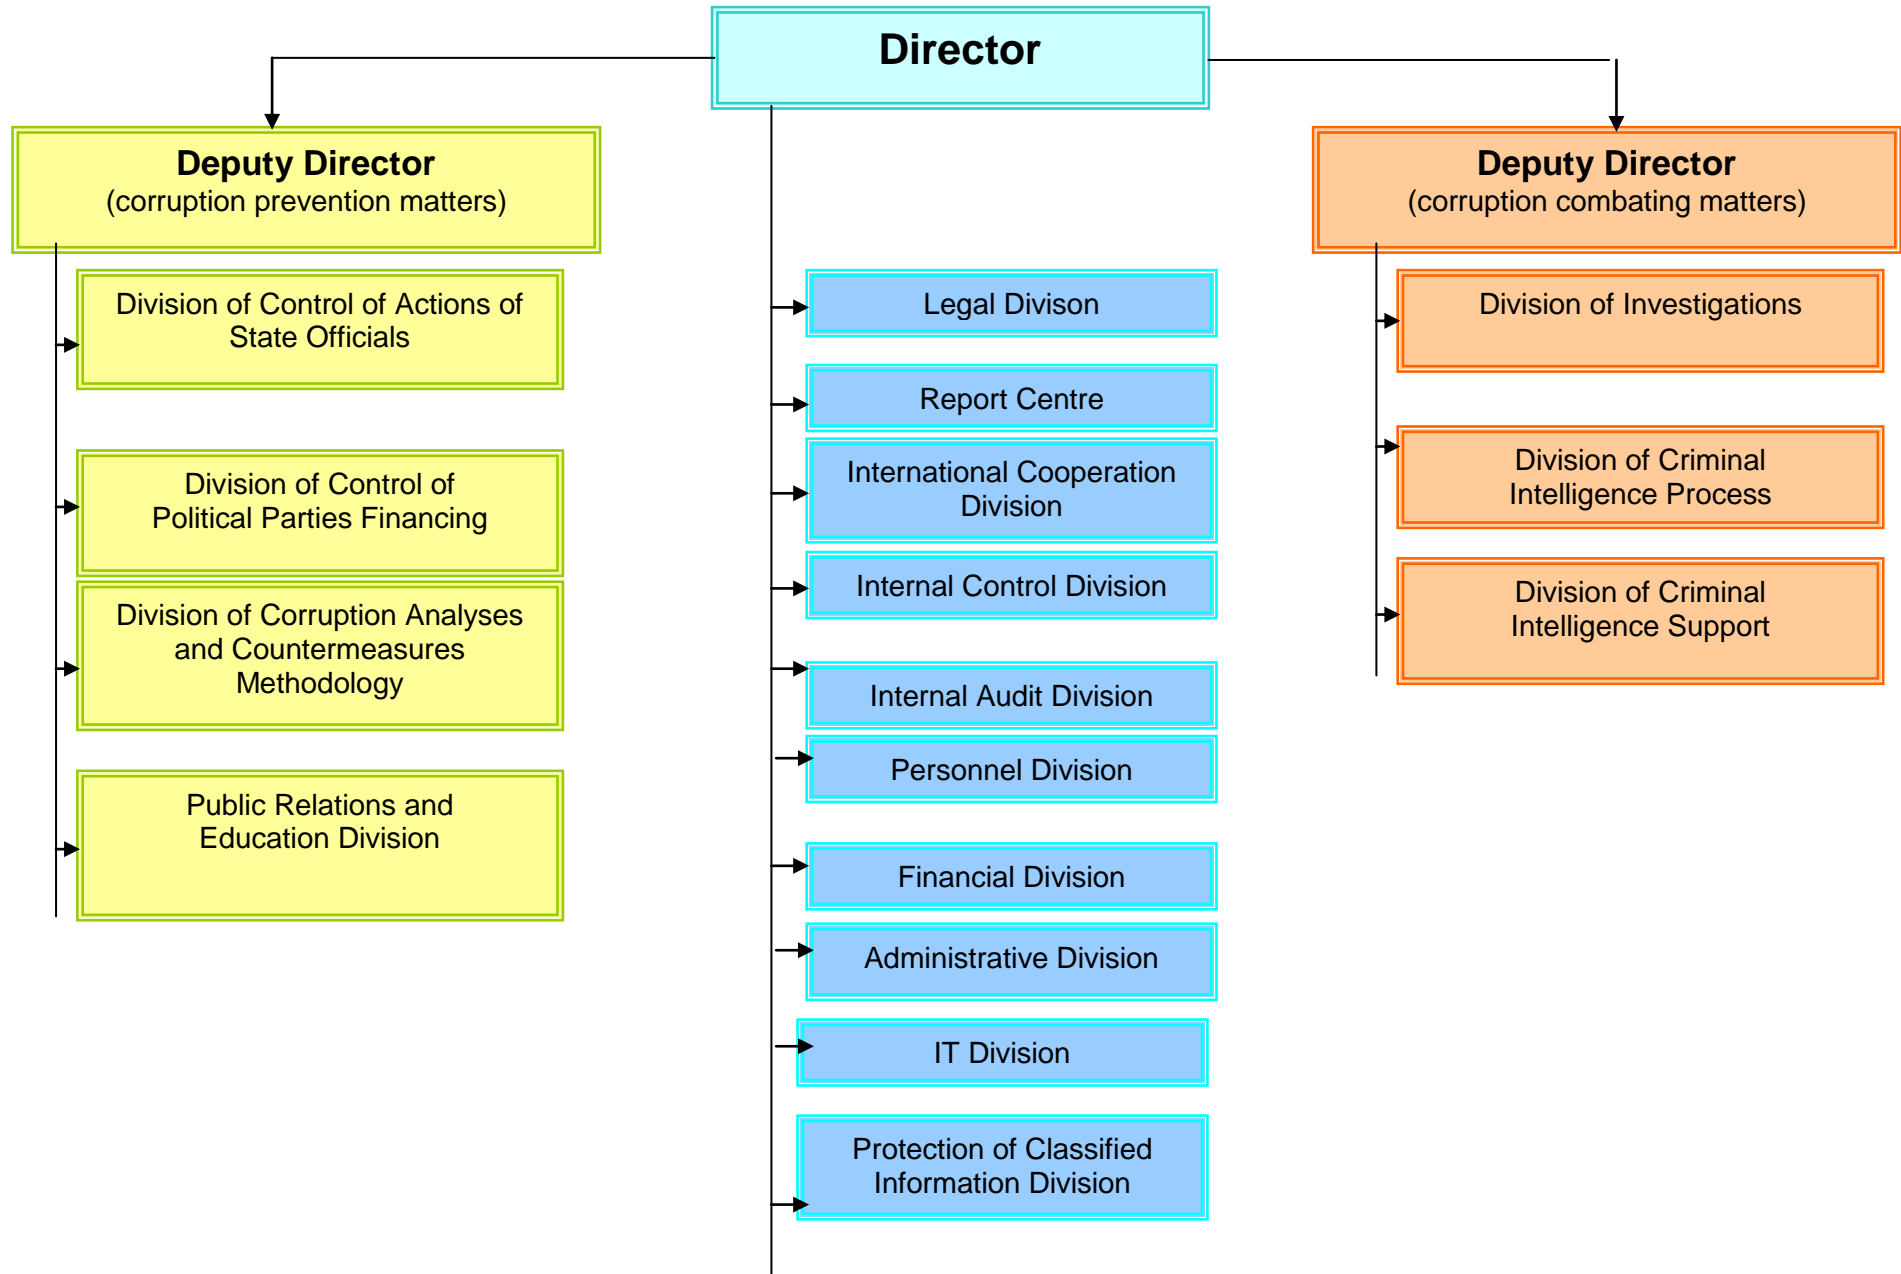 Director
Deputy Director
(corruption prevention matters)
Division of Control of Actions of
State Officials
Division of Control of
Political Parties Financing
Division of Corruption Analyses
and Countermeasures
Methodology
Public Relations and
Education Division
Legal Divison
Report Centre
International Cooperation
Division
Internal Control Division
Internal Audit Division
Personnel Division
Financial Division
Administrative Division
IT Division
Protection of Classified
Information Division
Deputy Director
(corruption combating matters)
Division of Investigations
Division of Criminal
Intelligence Process
Division of Criminal
Intelligence Support